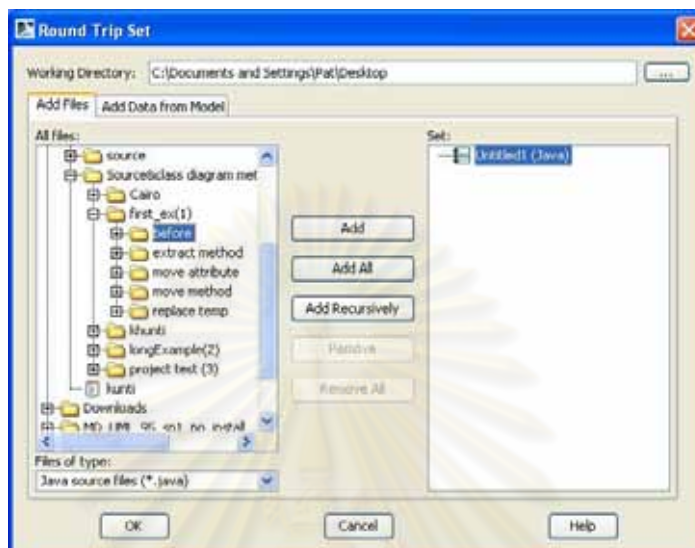 Round Trip Set
Working Directory: C:\Documents and Settings\Pat\Desktop
...
Add Files Add Data from Model
All files:
source
Source&class diagram met
Cairo
first_ex(1)
before
extract method
move attribute
move method
replace temp
khunti
longExample(2)
project test (3)
kunti
Downloads
MD_UML_95_sp1_no_install
Files of type:
Java source files (*.java)
Add
Add All
Add Recursively
Remove
Remove All
Set:
Untitled1 (Java)
OK Cancel Help